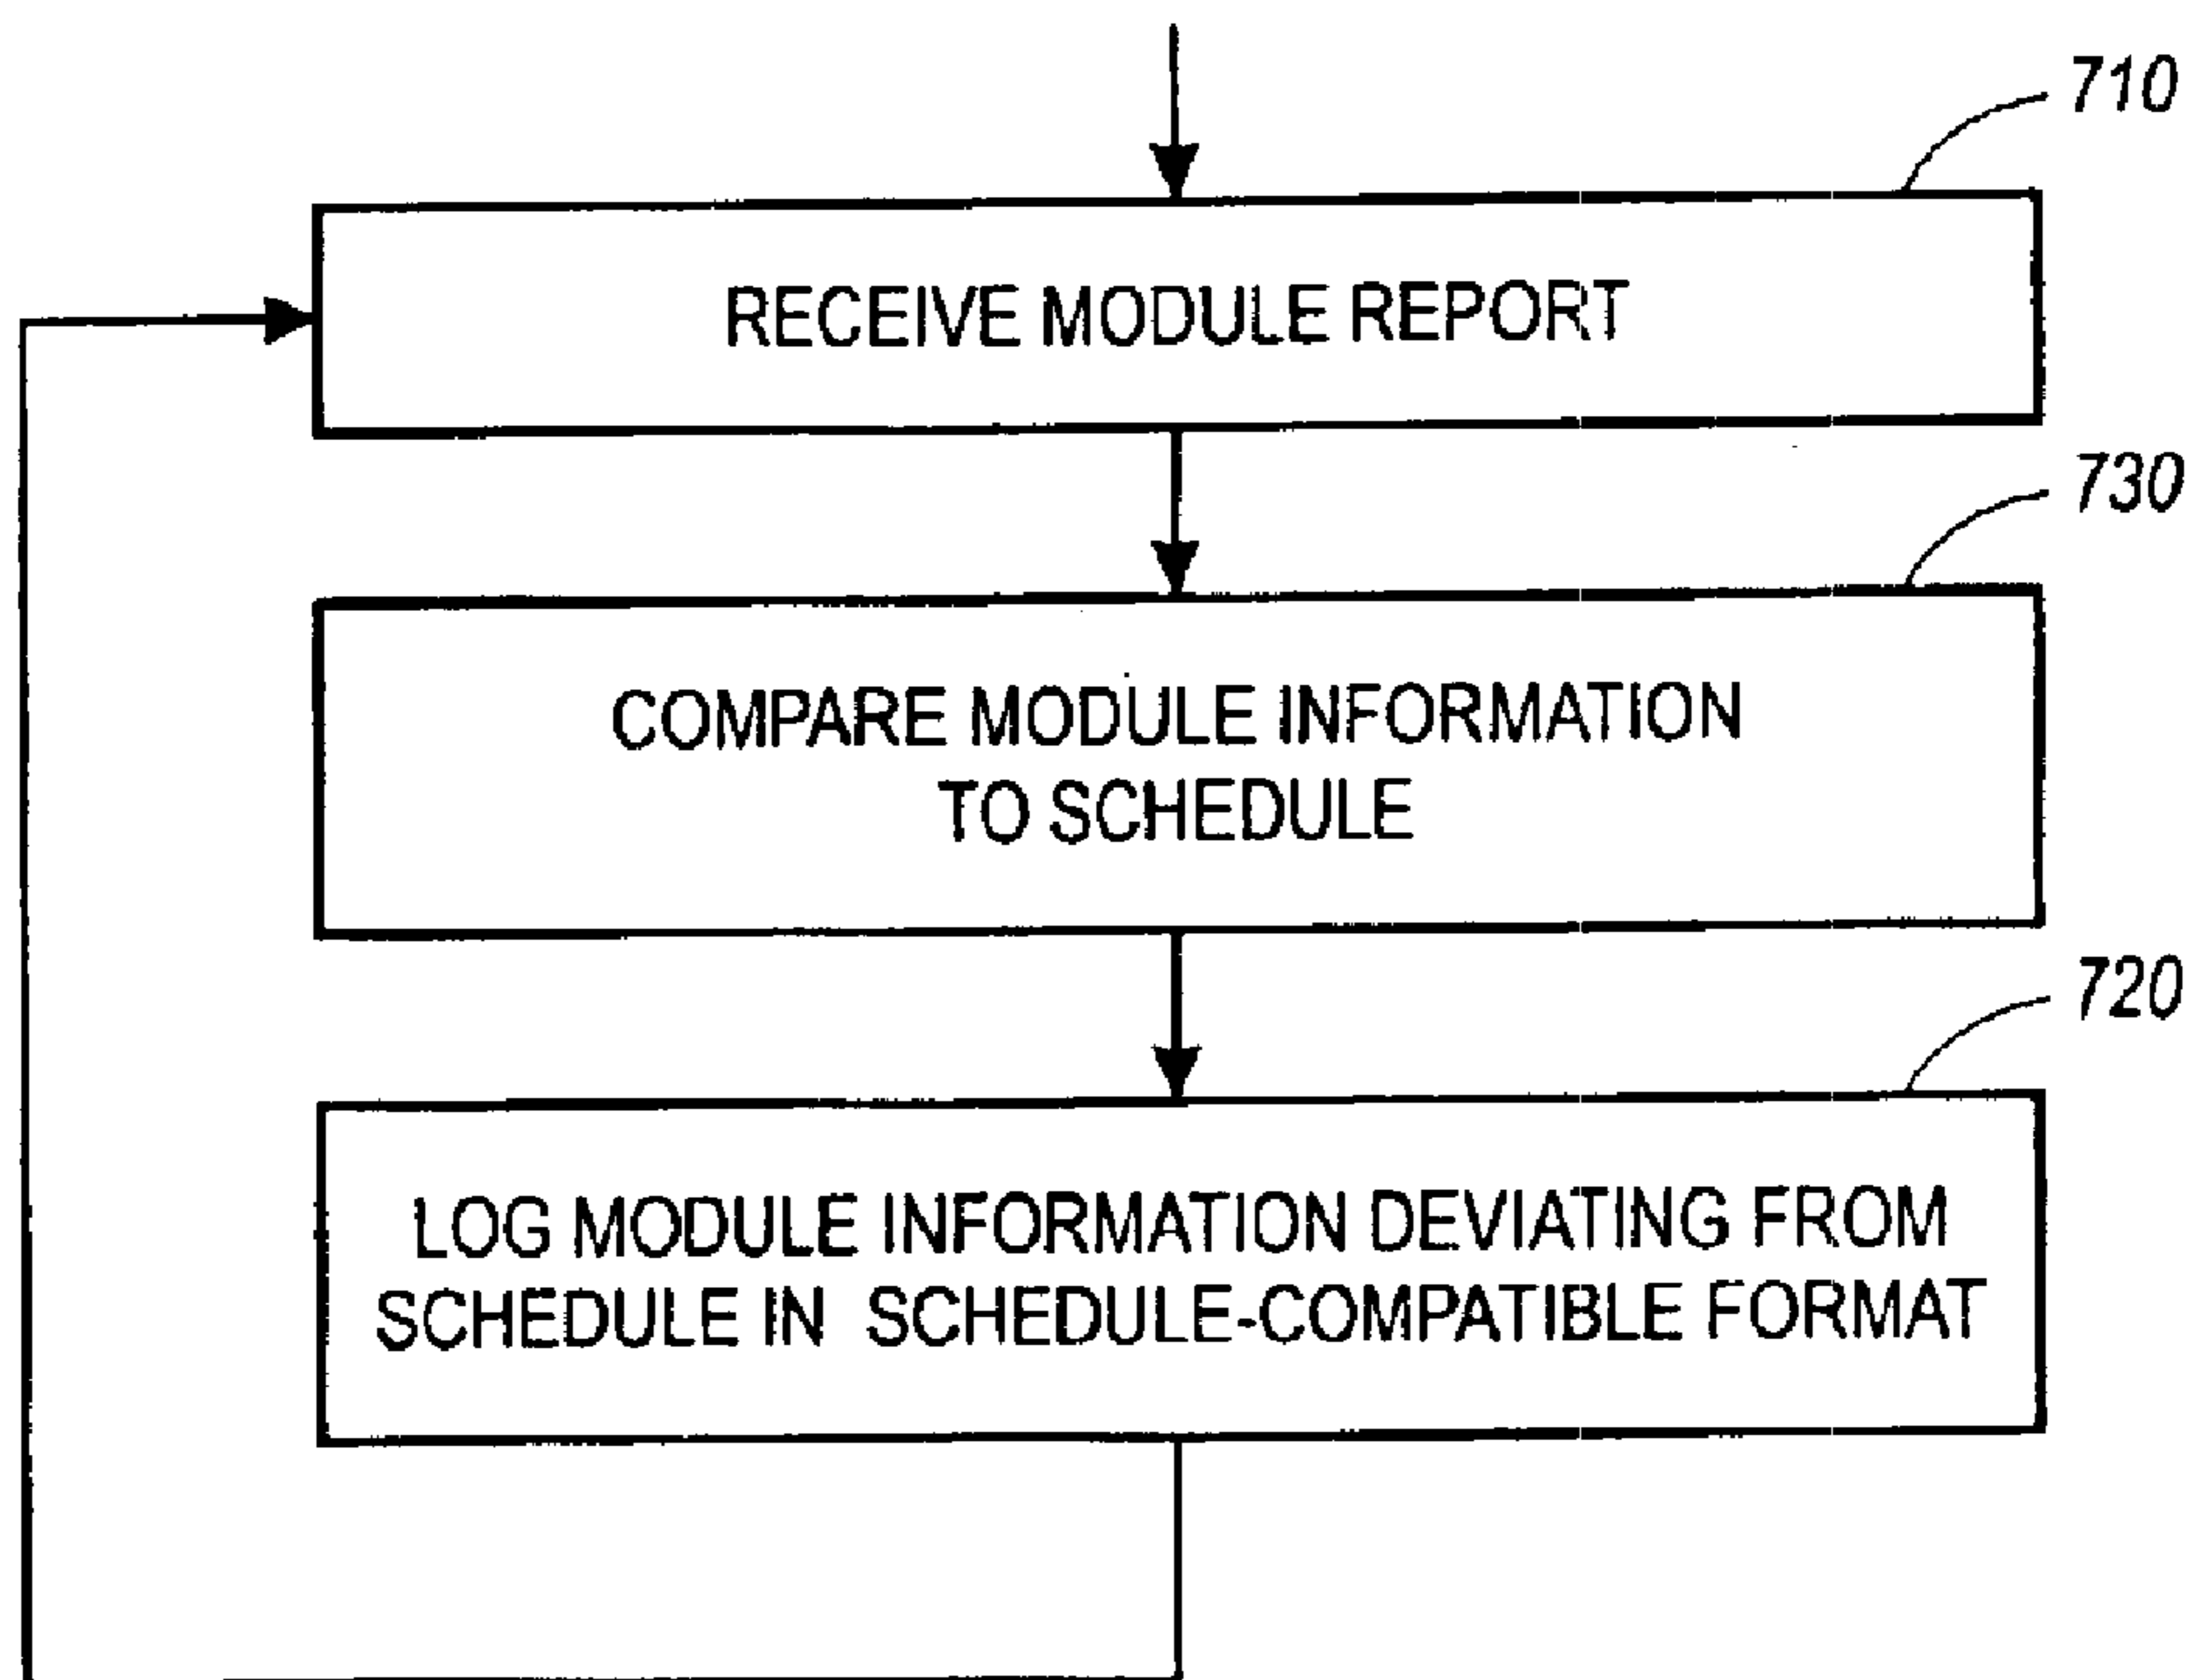 710
RECEIVE MODULE REPORT
730
COMPARE MODULE INFORMATION
TO SCHEDULE
720
LOG MODULE INFORMATION DEVIATING FROM
SCHEDULE IN SCHEDULE-COMPATIBLE FORMAT